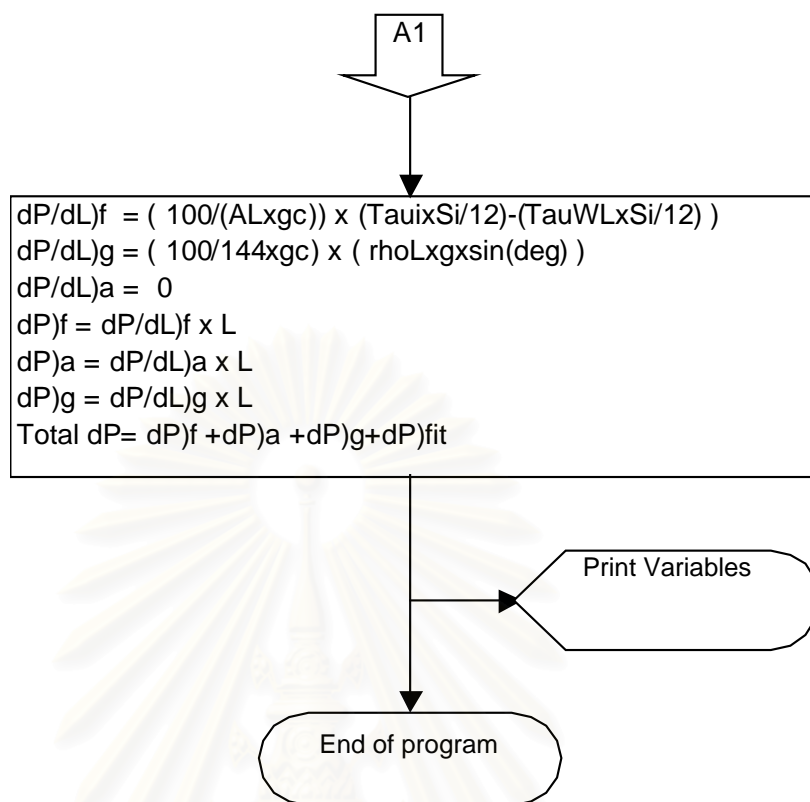 A1
dP/dL)f = ( 100/(ALxgc)) x (TauixSi/12)-(TauWLxSi/12) )
dP/dL)g = ( 100/144xgc) x ( rhoLxgxsin(deg) )
dP/dL)a = 0
dP)f = dP/dL)f x L
dP)a = dP/dL)a x L
dP)g = dP/dL)g x L
Total dP= dP)f +dP)a +dP)g+dP)fit
Print Variables
End of program